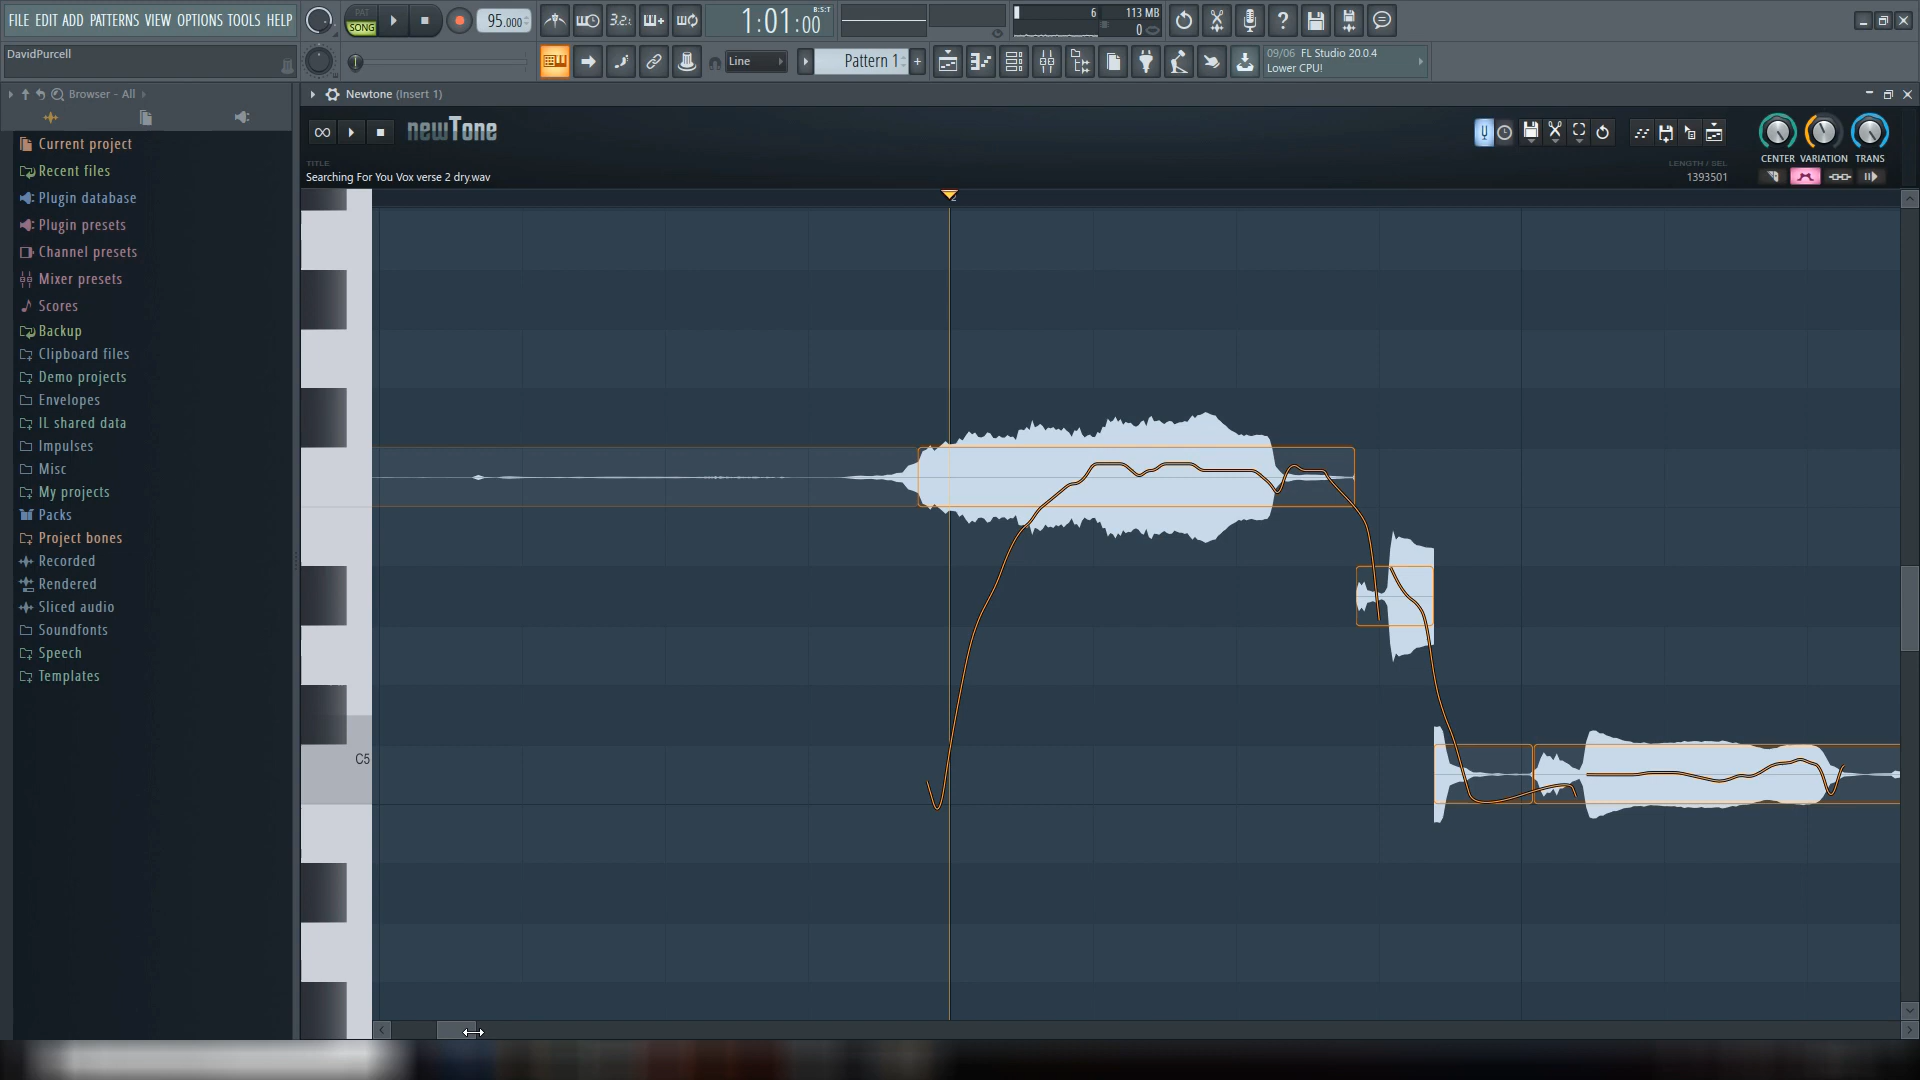 FILE EDIT ADD PATTERNS VIEW OPTIONS TOOLS HELP
PAT
SONG
95.000
3.2.
1:01:00
B:S:T
6
113 MB
0
DavidPurcell
Line
Pattern 1
09/06 FL Studio 20.0.4
Lower CPU!
Browser - All
Newtone (Insert 1)
newTone
TITLE
Searching For You Vox verse 2 dry.wav
LENGTH / SEL
1393501
CENTER VARIATION TRANS
Current project
Recent files
Plugin database
Plugin presets
Channel presets
Mixer presets
Scores
Backup
Clipboard files
Demo projects
Envelopes
IL shared data
Impulses
Misc
My projects
Packs
Project bones
Recorded
Rendered
Sliced audio
Soundfonts
Speech
Templates
2
C5